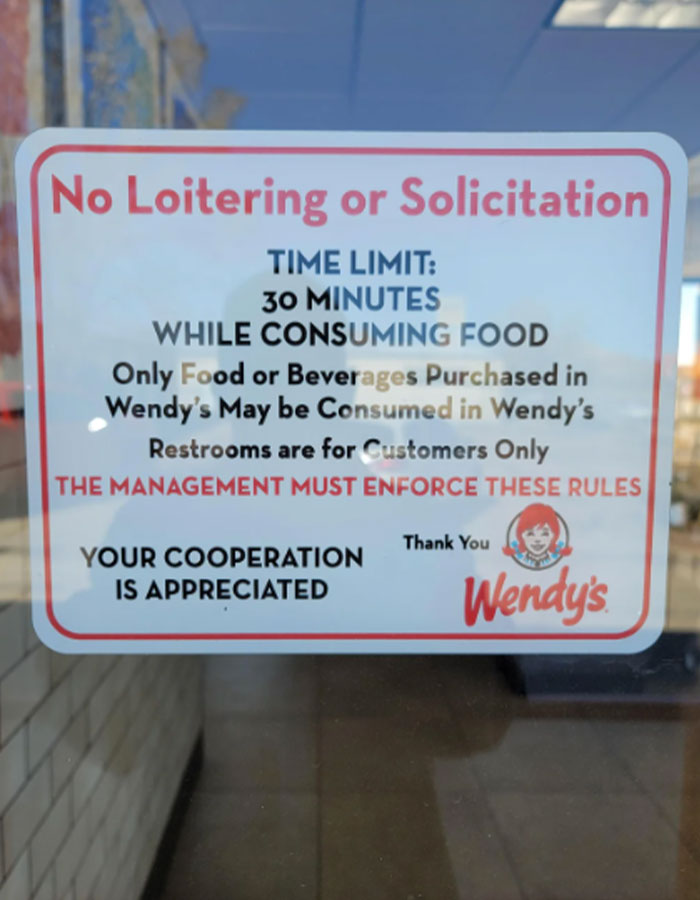 No Loitering or Solicitation
TIME LIMIT:
30 MINUTES
WHILE CONSUMING FOOD
Only Food or Beverages Purchased in
Wendy's May be Consumed in Wendy's
Restrooms are for Customers Only
THE MANAGEMENT MUST ENFORCE THESE RULES
YOUR COOPERATION
IS APPRECIATED
Thank You
Wendy's